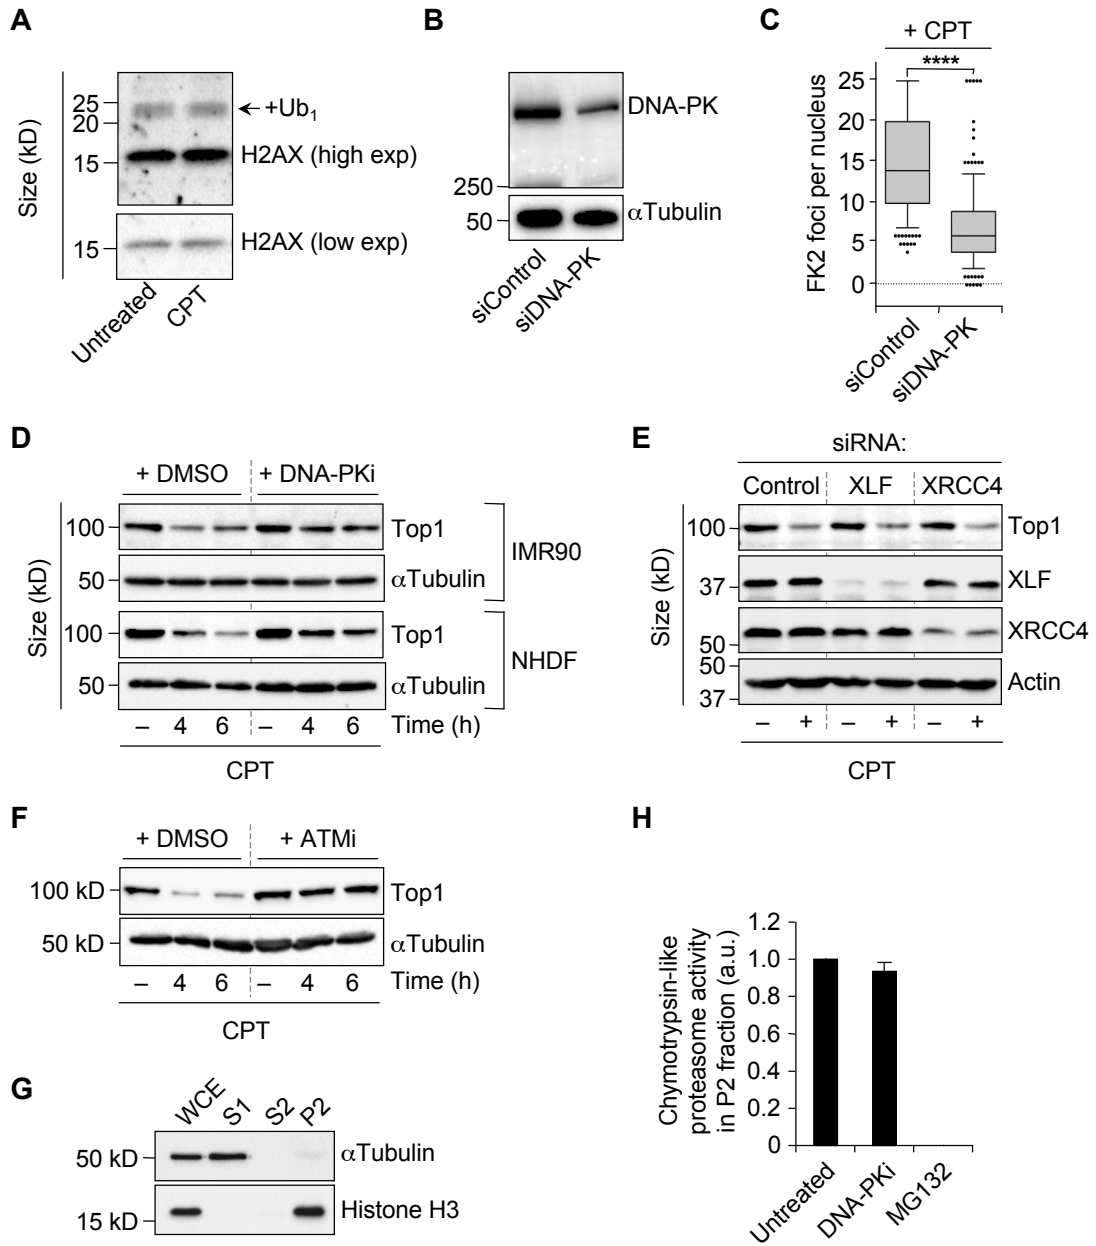 A
Size (kD)
25
20
15
+Ub1
H2AX (high exp)
15
H2AX (low exp)
Untreated
CPT
B
DNA-PK
250
50
αTubulin
siControl
siDNA-PK
C
+ CPT
****
FK2 foci per nucleus
25
20
15
10
5
0
siControl
siDNA-PK
D
+ DMSO
+ DNA-PKi
Size (kD)
100
Top1
50
αTubulin
IMR90
100
Top1
50
αTubulin
NHDF
– 4 6 – 4 6 Time (h)
CPT
E
siRNA:
Control XLF XRCC4
Size (kD)
100
Top1
37
XLF
50
XRCC4
50
37
Actin
– + – + – +
CPT
F
+ DMSO
+ ATMi
100 kD
Top1
50 kD
αTubulin
– 4 6 – 4 6 Time (h)
CPT
G
WCE S1 S2 P2
50 kD
αTubulin
15 kD
Histone H3
H
Chymotrypsin-like
proteasome activity
in P2 fraction (a.u.)
1.2
1.0
0.8
0.6
0.4
0.2
0
Untreated
DNA-PKi
MG132